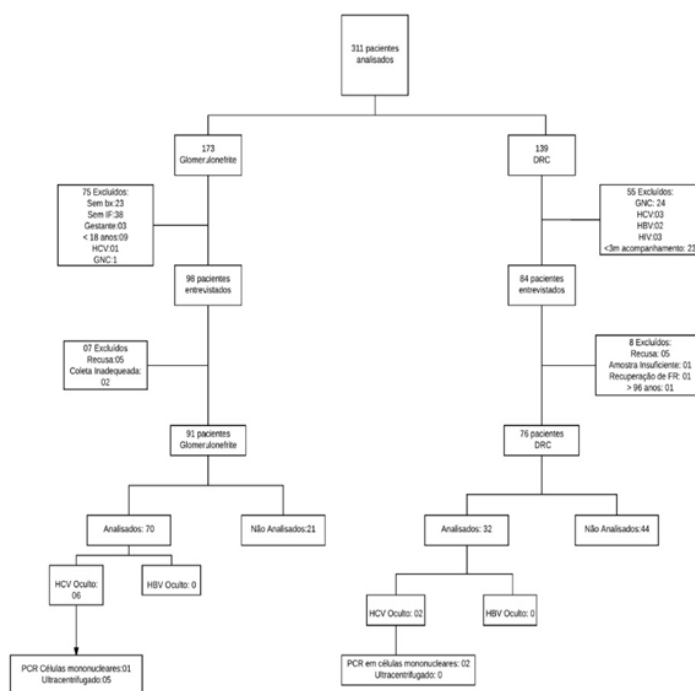 311 pacientes
analisados
173
Glomerulonefrite
139
DRC
75 Excluídos:
Sem bx:23
Sem IF:38
Gestante:03
< 18 anos:09
HCV:01
GNC:1
55 Excluídos:
GNC: 24
HCV:03
HBV:02
HIV:03
<3m acompanhamento: 23
98 pacientes
entrevistados
84 pacientes
entrevistados
07 Excluídos
Recusa:05
Coleta Inadequeada:
02
8 Excluídos:
Recusa: 05
Amostra Insuficiente: 01
Recuperação de FR: 01
> 96 anos: 01
91 pacientes
Glomerulonefrite
76 pacientes
DRC
Analisados: 70
Não Analisados:21
Analisados: 32
Não Analisados:44
HCV Oculto:
06
HBV Oculto: 0
HCV Oculto: 02
HBV Oculto: 0
PCR Células mononucleares:01
Ultracentrifugado:05
PCR em células mononucleares: 02
Ultracentrifugado: 0